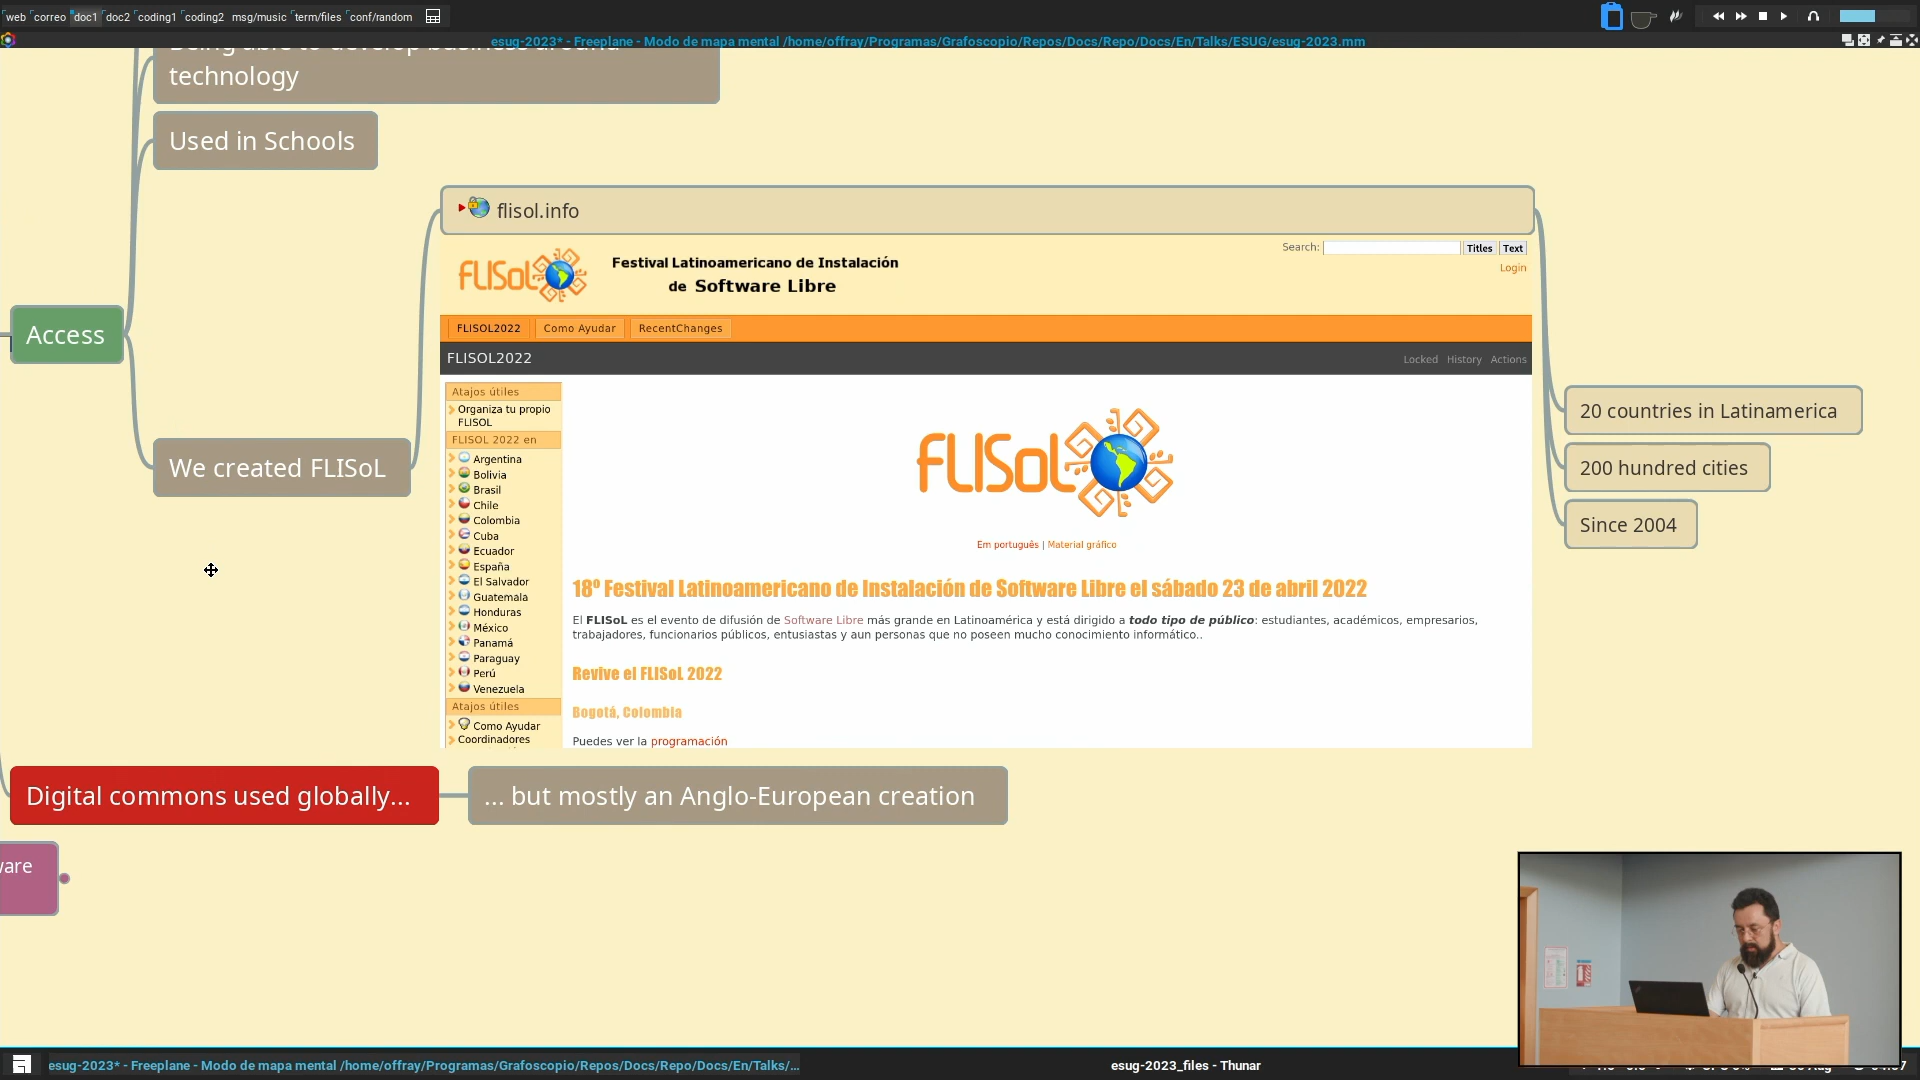 web correo doc1 doc2 coding1 coding2 msg/music term/files conf/random
esug-2023* - Freeplane - Modo de mapa mental /home/offray/Programas/Grafoscopio/Repos/Docs/Repo/Docs/En/Talks/ESUG/esug-2023.mm
technology
Used in Schools
flisol.info
Search: Titles Text
FLISoL
Festival Latinoamericano de Instalación
de Software Libre
Login
FLISOL2022 Como Ayudar RecentChanges
Access
FLISOL2022
Locked History Actions
Atajos útiles
Organiza tu propio
FLISOL
FLISOL 2022 en
Argentina
Bolivia
Brasil
Chile
Colombia
Cuba
Ecuador
España
El Salvador
Guatemala
Honduras
México
Panamá
Paraguay
Perú
Venezuela
Atajos útiles
Como Ayudar
Coordinadores
We created FLISoL
FLISoL
Em português | Material gráfico
18º Festival Latinoamericano de Instalación de Software Libre el sábado 23 de abril 2022
El FLISoL es el evento de difusión de Software Libre más grande en Latinoamérica y está dirigido a todo tipo de público: estudiantes, académicos, empresarios,
trabajadores, funcionarios públicos, entusiastas y aun personas que no poseen mucho conocimiento informático..
Revive el FLISoL 2022
Bogotá, Colombia
Puedes ver la programación
20 countries in Latinamerica
200 hundred cities
Since 2004
Digital commons used globally...
... but mostly an Anglo-European creation
esug-2023* - Freeplane - Modo de mapa mental /home/offray/Programas/Grafoscopio/Repos/Docs/Repo/Docs/En/Talks/...
esug-2023_files - Thunar